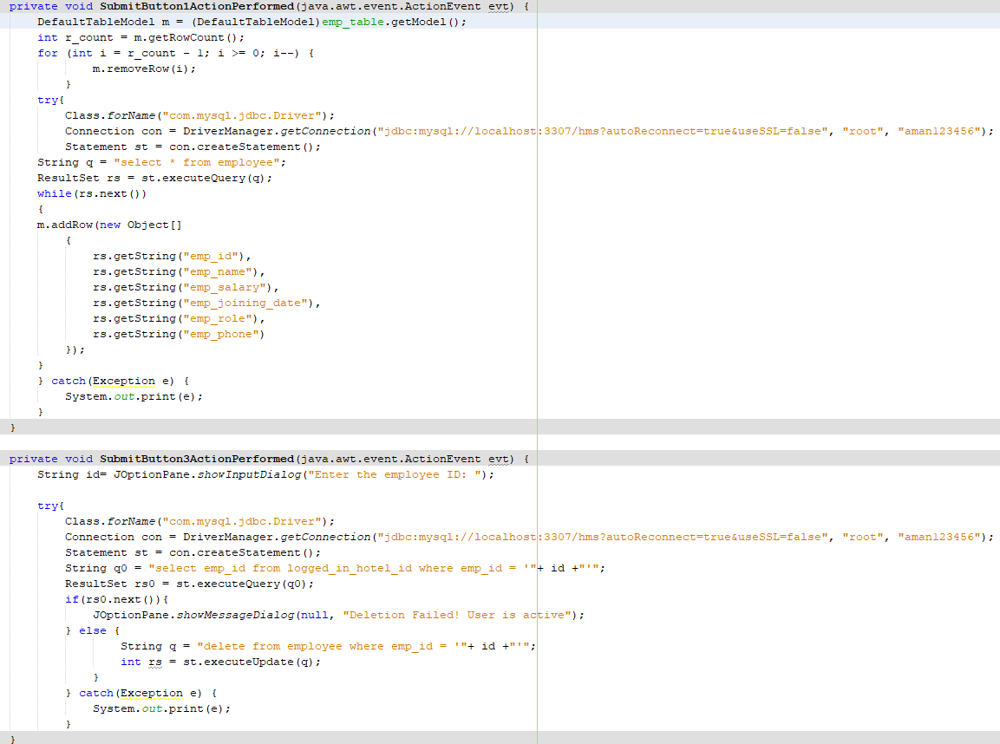 private void SubmitButton1ActionPerformed(java.awt.event.ActionEvent evt) {
    DefaultTableModel m = (DefaultTableModel)emp_table.getModel();
    int r_count = m.getRowCount();
    for (int i = r_count - 1; i >= 0; i--) {
            m.removeRow(i);
        }
    try{
        Class.forName("com.mysql.jdbc.Driver");
        Connection con = DriverManager.getConnection("jdbc:mysql://localhost:3307/hms?autoReconnect=true&useSSL=false", "root", "aman123456");
        Statement st = con.createStatement();
    String q = "select * from employee";
    ResultSet rs = st.executeQuery(q);
    while(rs.next())
    {
    m.addRow(new Object[]
        {
            rs.getString("emp_id"),
            rs.getString("emp_name"),
            rs.getString("emp_salary"),
            rs.getString("emp_joining_date"),
            rs.getString("emp_role"),
            rs.getString("emp_phone")
        });
    }
    } catch(Exception e) {
        System.out.print(e);
    }
}
private void SubmitButton3ActionPerformed(java.awt.event.ActionEvent evt) {
    String id= JOptionPane.showInputDialog("Enter the employee ID: ");
    try{
        Class.forName("com.mysql.jdbc.Driver");
        Connection con = DriverManager.getConnection("jdbc:mysql://localhost:3307/hms?autoReconnect=true&useSSL=false", "root", "aman123456");
        Statement st = con.createStatement();
        String q0 = "select emp_id from logged_in_hotel_id where emp_id = '"+ id +"'";
        ResultSet rs0 = st.executeQuery(q0);
        if(rs0.next()){
            JOptionPane.showMessageDialog(null, "Deletion Failed! User is active");
        } else {
                String q = "delete from employee where emp_id = '"+ id +"'";
                int rs = st.executeUpdate(q);
            }
        } catch(Exception e) {
            System.out.print(e);
        }
}